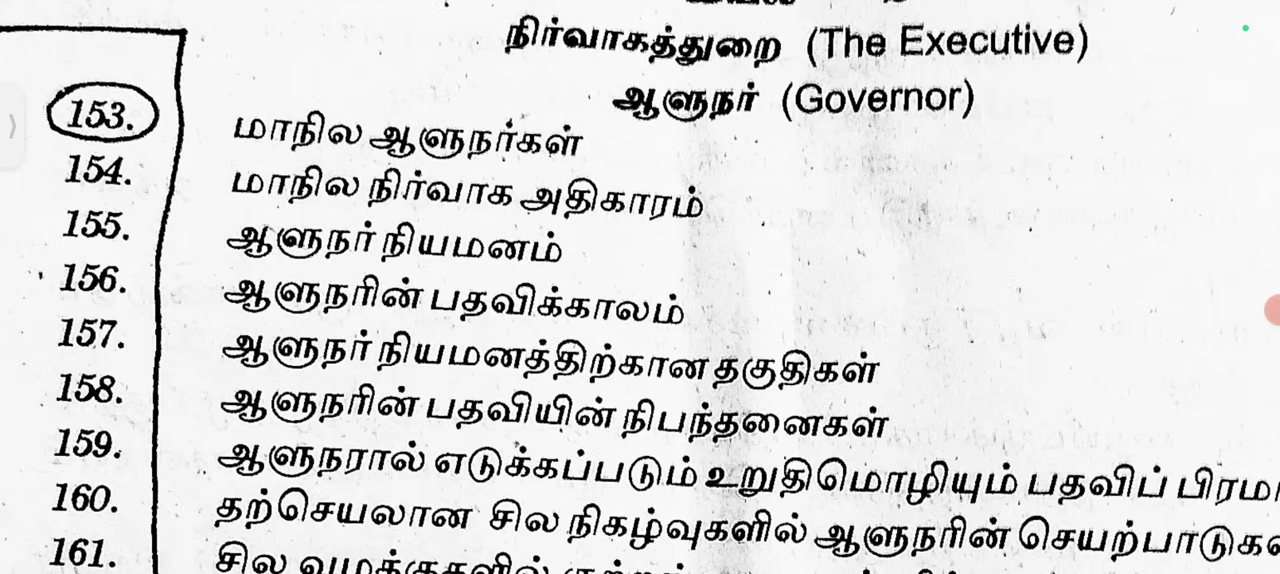 நிர்வாகத்துறை (The Executive)
ஆளுநர் (Governor)
153. மாநில ஆளுநர்கள்
154. மாநில நிர்வாக அதிகாரம்
155. ஆளுநர் நியமனம்
156. ஆளுநரின் பதவிக்காலம்
157. ஆளுநர் நியமனத்திற்கான தகுதிகள்
158. ஆளுநரின் பதவியின் நிபந்தனைகள்
159. ஆளுநரால் எடுக்கப்படும் உறுதிமொழியும் பதவிப்
160. தற்செயலான சில நிகழ்வுகளில் ஆளுநரின்
161. சில